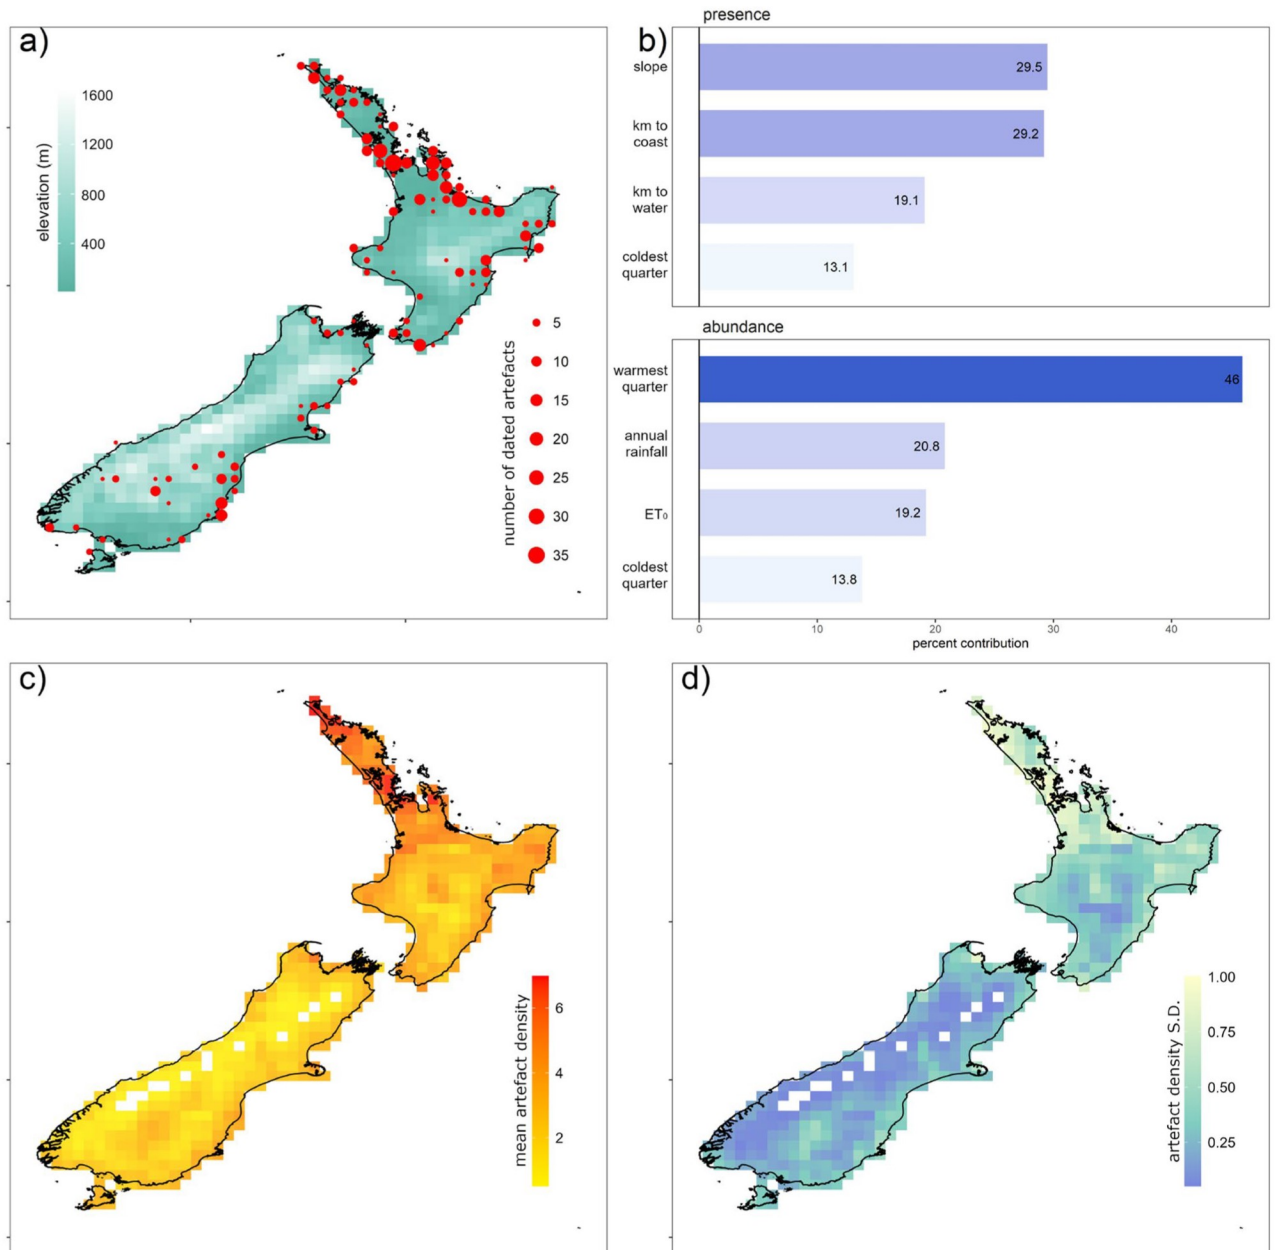 a)
1600
1200
800
400
elevation (m)
number of dated artefacts
5
10
15
20
25
30
35
b)
presence
slope
29.5
km to
coast
29.2
km to
water
19.1
coldest
quarter
13.1
abundance
warmest
quarter
46
annual
rainfall
20.8
ET₀
19.2
coldest
quarter
13.8
0
10
20
30
40
percent contribution
c)
mean artefact density
6
4
2
d)
artefact density S.D.
1.00
0.75
0.50
0.25